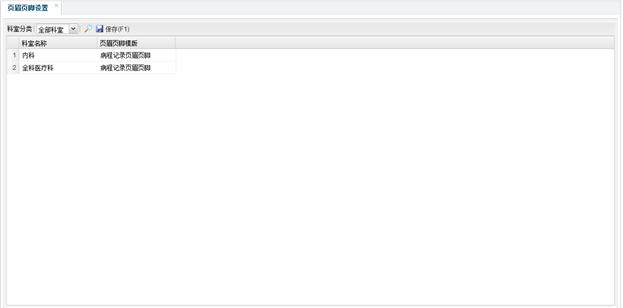 页眉页脚设置
科室分类 全部科室 保存(F1)
科室名称 页眉页脚模版
1 内科 病程记录页眉页脚
2 全科医疗科 病程记录页眉页脚